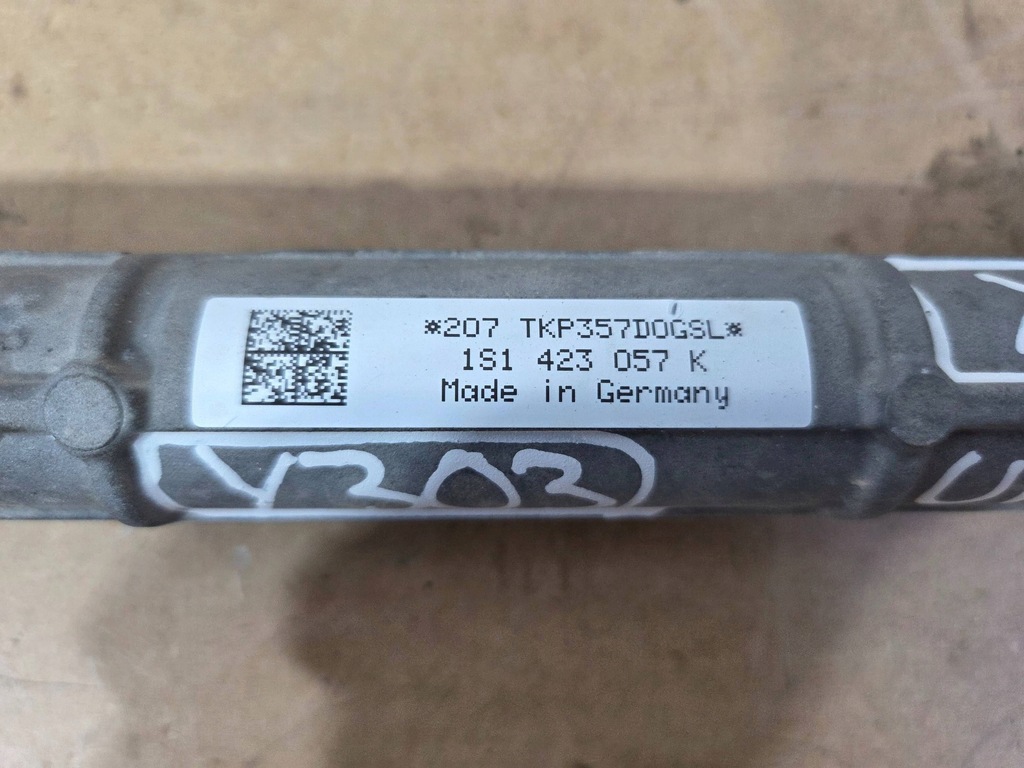 *207 TKP357D0GSL*
1S1 423 057 K
Made in Germany
Y303